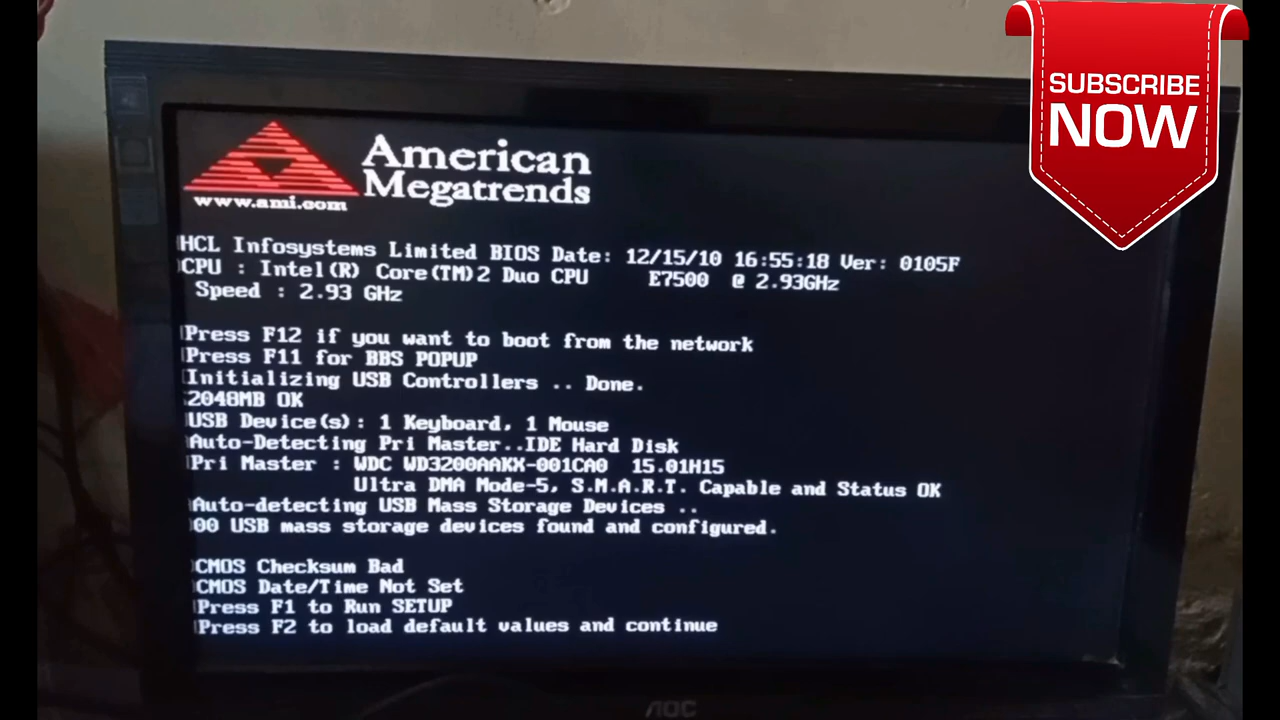 SUBSCRIBE
NOW
American
Megatrends
www.ami.com
HCL Infosystems Limited BIOS Date: 12/15/10 16:55:18 Ver: 0105F
CPU : Intel(R) Core(TM)2 Duo CPU E7500 @ 2.93GHz
Speed : 2.93 GHz
Press F12 if you want to boot from the network
Press F11 for BBS POPUP
Initializing USB Controllers .. Done.
2048MB OK
USB Device(s): 1 Keyboard, 1 Mouse
Auto-Detecting Pri Master..IDE Hard Disk
Pri Master : WDC WD3200AAKX-001CA0 15.01H15
Ultra DMA Mode-5, S.M.A.R.T. Capable and Status OK
Auto-detecting USB Mass Storage Devices ..
00 USB mass storage devices found and configured.
CMOS Checksum Bad
CMOS Date/Time Not Set
Press F1 to Run SETUP
Press F2 to load default values and continue
AOC